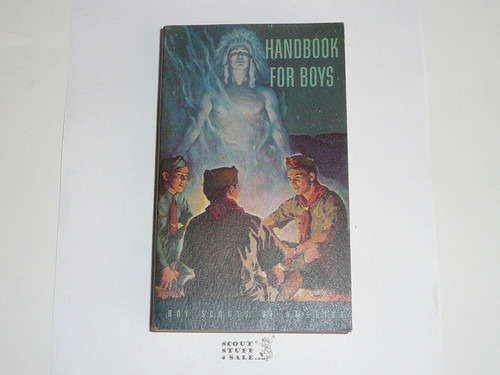 HANDBOOK
FOR BOYS
BOY SCOUTS OF AMERICA
SCOUT
STUFF
4-SALE.com